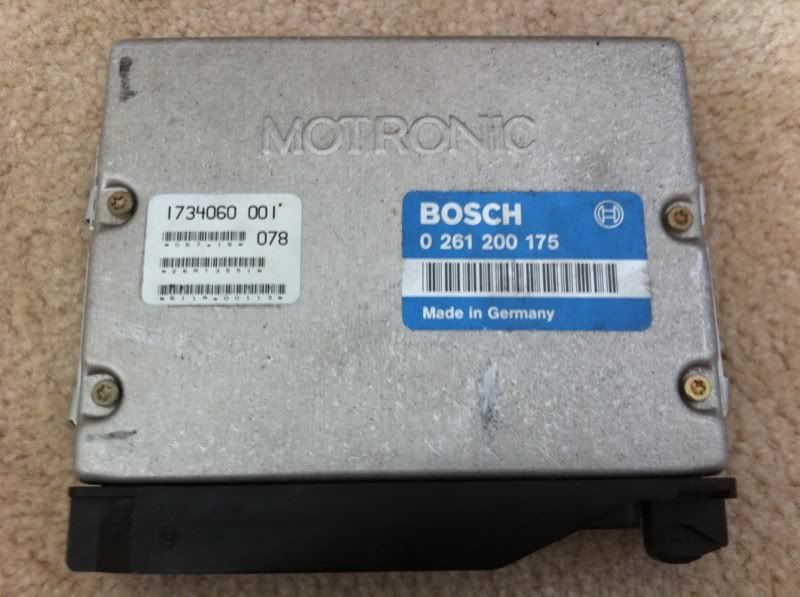 MOTRONIC
1734060 001
078
BOSCH
0 261 200 175
Made in Germany